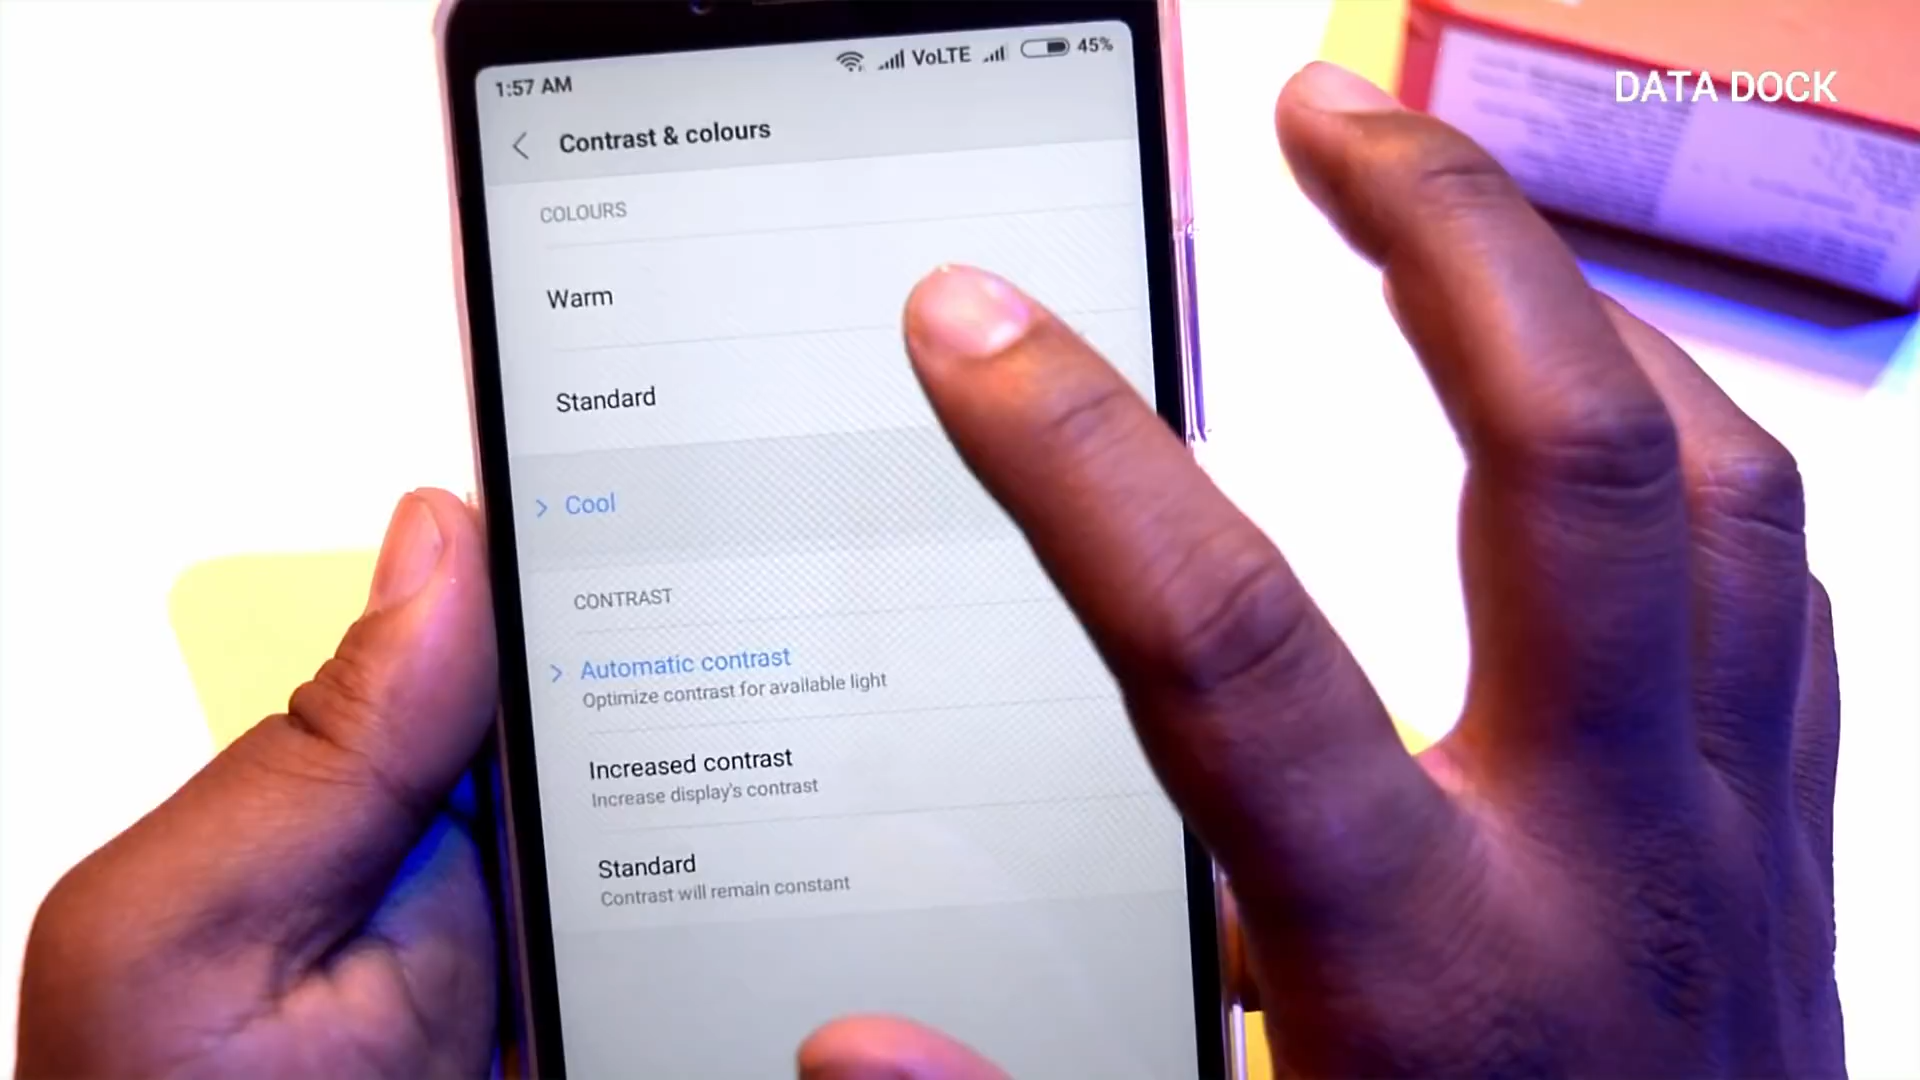 DATA DOCK
1:57 AM VoLTE 45%
Contrast & colours
COLOURS
Warm
Standard
Cool
CONTRAST
Automatic contrast
Optimize contrast for available light
Increased contrast
Increase display's contrast
Standard
Contrast will remain constant